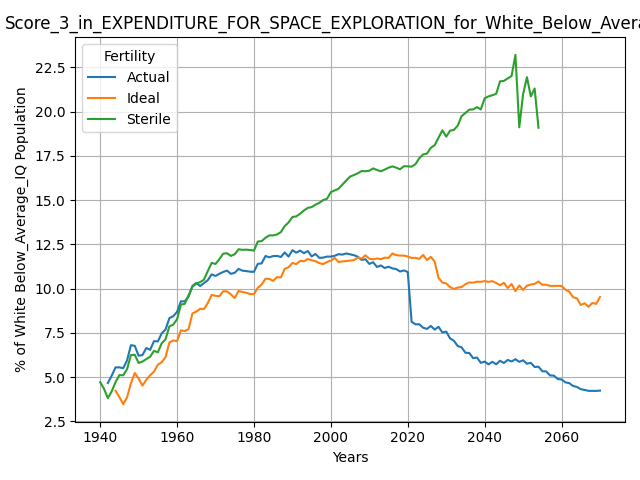 Score_3_in_EXPENDITURE_FOR_SPACE_EXPLORATION_for_White_Below_Avera
Fertility
Actual
Ideal
Sterile
% of White Below_Average_IQ Population
22.5
20.0
17.5
15.0
12.5
10.0
7.5
5.0
2.5
1940 1960 1980 2000 2020 2040 2060
Years